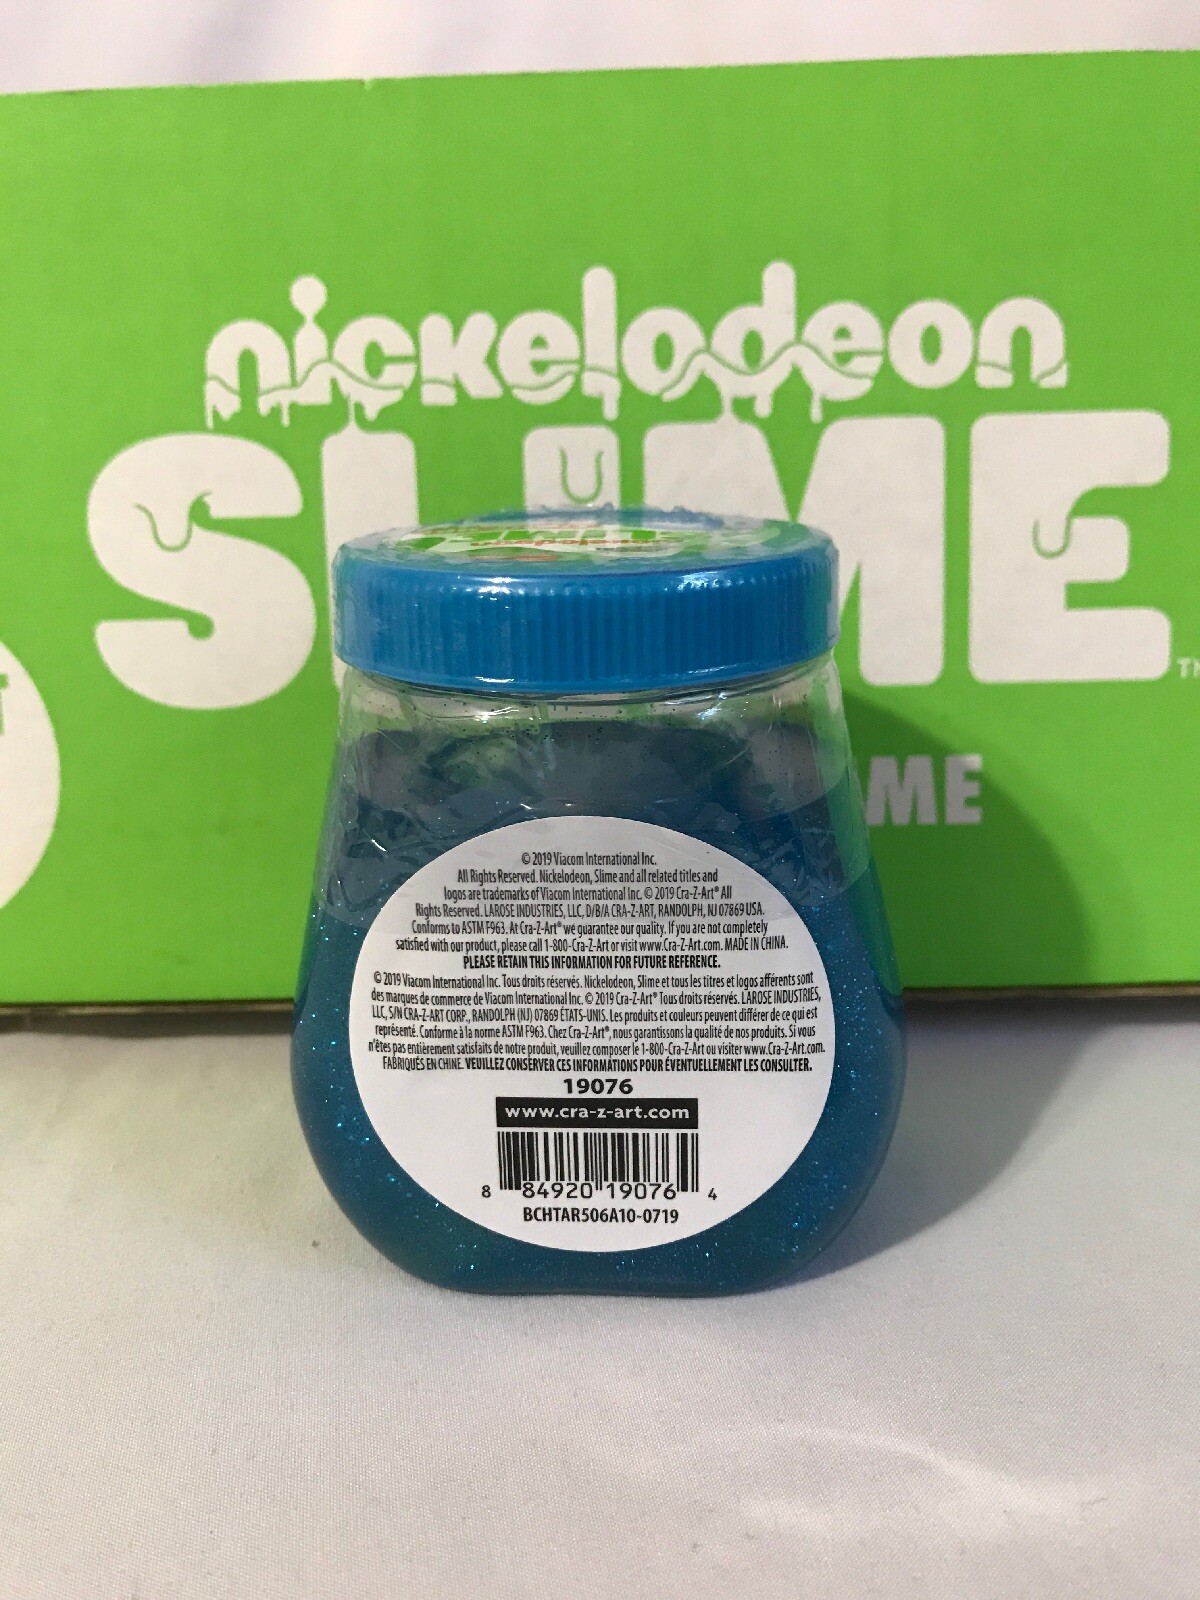 nickelodeon
SLIME
TM
ME
© 2019 Viacom International Inc.
All Rights Reserved. Nickelodeon, Slime and all related titles and
logos are trademarks of Viacom International Inc. © 2019 Cra-Z-Art® All
Rights Reserved. LAROSE INDUSTRIES, LLC, D/B/A CRA-Z-ART, RANDOLPH, NJ 07869 USA.
Conforms to ASTM F963. At Cra-Z-Art® we guarantee our quality. If you are not completely
satisfied with our product, please call 1-800-Cra-Z-Art or visit www.Cra-Z-Art.com. MADE IN CHINA.
PLEASE RETAIN THIS INFORMATION FOR FUTURE REFERENCE.
© 2019 Viacom International Inc. Tous droits réservés. Nickelodeon, Slime et tous les titres et logos afférents sont
des marques de commerce de Viacom International Inc. © 2019 Cra-Z-Art® Tous droits réservés. LAROSE INDUSTRIES,
LLC, S/N CRA-Z-ART CORP., RANDOLPH (NJ) 07869 ÉTATS-UNIS. Les produits et couleurs peuvent différer de ce qui est
représenté. Conforme à la norme ASTM F963. Chez Cra-Z-Art®, nous garantissons la qualité de nos produits. Si vous
n'êtes pas entièrement satisfaits de notre produit, veuillez composer le 1-800-Cra-Z-Art ou visiter www.Cra-Z-Art.com.
FABRIQUÉS EN CHINE. VEUILLEZ CONSERVER CES INFORMATIONS POUR ÉVENTUELLEMENT LES CONSULTER.
19076
www.cra-z-art.com
8 84920 19076 4
BCHTAR506A10-0719